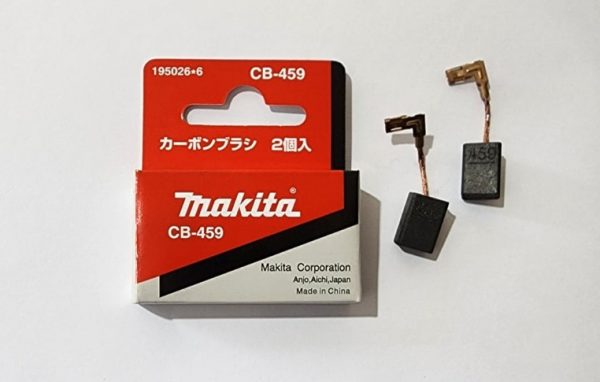 195026*6 CB-459
カーボンブラシ 2個入
makita®
CB-459
Makita Corporation
Anjo,Aichi,Japan
Made in China
459